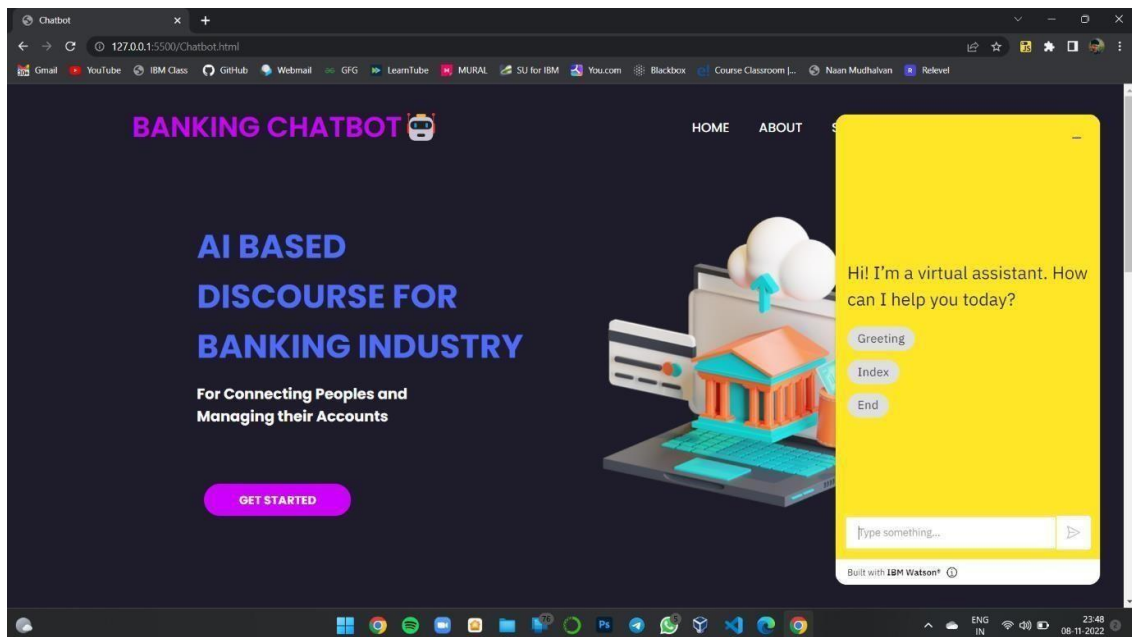 Chatbot
127.0.0.1:5500/Chatbot.html
Gmail YouTube IBM Class GitHub Webmail GFG LearnTube MURAL SU for IBM You.com Blackbox Course Classroom |... Naan Mudhalvan Relevel
BANKING CHATBOT
HOME ABOUT
AI BASED
DISCOURSE FOR
BANKING INDUSTRY
For Connecting Peoples and
Managing their Accounts
GET STARTED
Hi! I'm a virtual assistant. How
can I help you today?
Greeting
Index
End
Type something...
Built with IBM Watson®
ENG
IN
23:48
08-11-2022